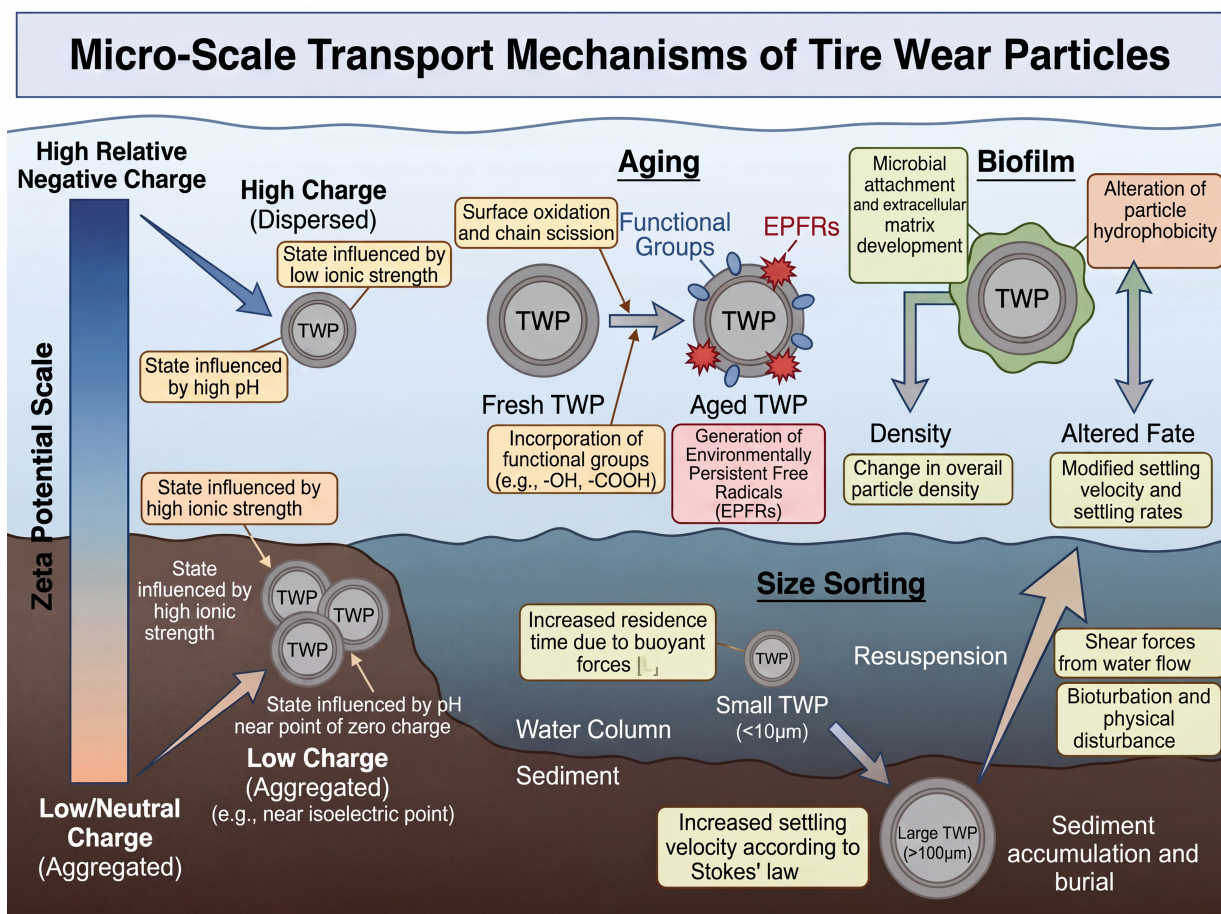 Micro-Scale Transport Mechanisms of Tire Wear Particles
High Relative
Negative Charge
Zeta Potential Scale
Low/Neutral
Charge
(Aggregated)
High Charge
(Dispersed)
State influenced by
low ionic strength
TWP
State influenced
by high pH
State influenced by
high ionic strength
State
influenced by
high ionic
strength
TWP
TWP
TWP
State influenced by pH
near point of zero charge
Low Charge
(Aggregated)
(e.g., near isoelectric point)
Aging
Surface oxidation
and chain scission
Functional
Groups
EPFRs
TWP
TWP
Fresh TWP
Aged TWP
Incorporation of
functional groups
(e.g., -OH, -COOH)
Generation of
Environmentally
Persistent Free
Radicals
(EPFRs)
Biofilm
Microbial
attachment
and extracellular
matrix
development
Alteration of
particle
hydrophobicity
TWP
Density
Change in overail
particle density
Altered Fate
Modified settling
velocity and
settling rates
Size Sorting
Increased residence
time due to buoyant
forces
TWP
Small TWP
(<10µm)
Resuspension
Shear forces
from water flow
Bioturbation and
physical
disturbance
Water Column
Sediment
Increased settling
velocity according to
Stokes' law
Large TWP
(>100µm)
Sediment
accumulation and
burial